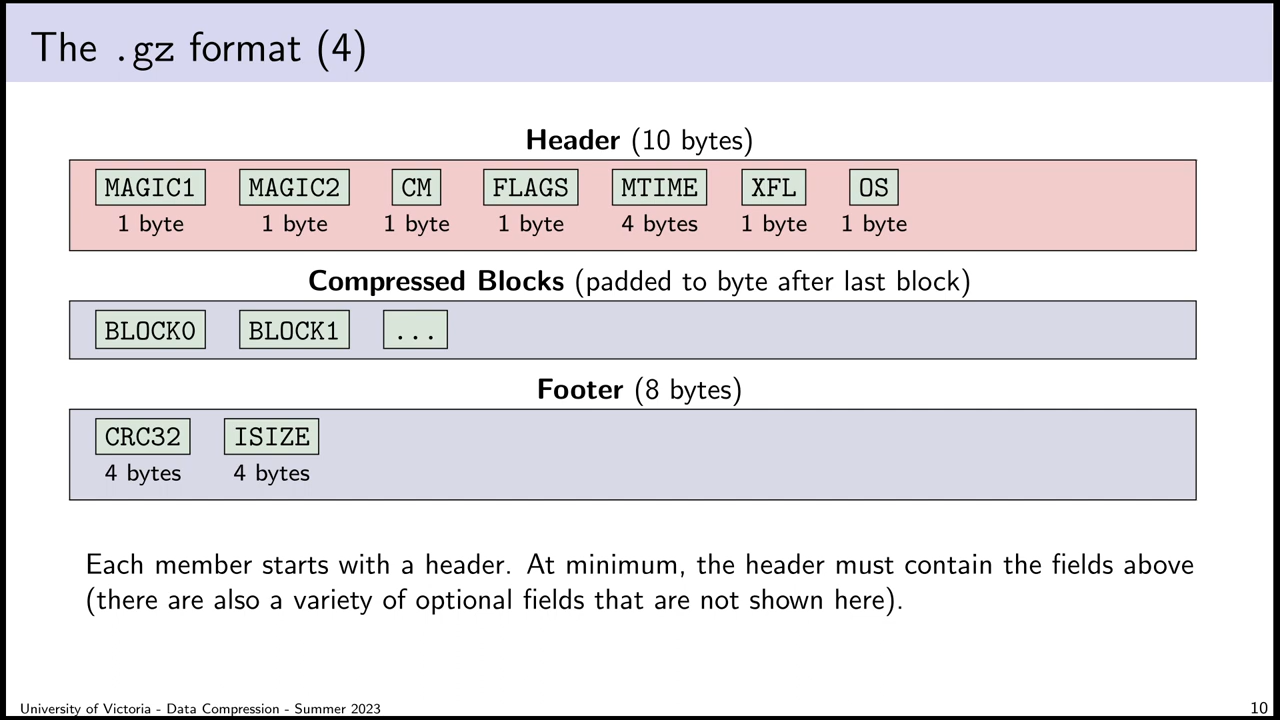 The .gz format (4)
Header (10 bytes)
MAGIC1 MAGIC2 CM FLAGS MTIME XFL OS
1 byte 1 byte 1 byte 1 byte 4 bytes 1 byte 1 byte
Compressed Blocks (padded to byte after last block)
BLOCK0 BLOCK1 ...
Footer (8 bytes)
CRC32 ISIZE
4 bytes 4 bytes
Each member starts with a header. At minimum, the header must contain the fields above
(there are also a variety of optional fields that are not shown here).
University of Victoria - Data Compression - Summer 2023 10